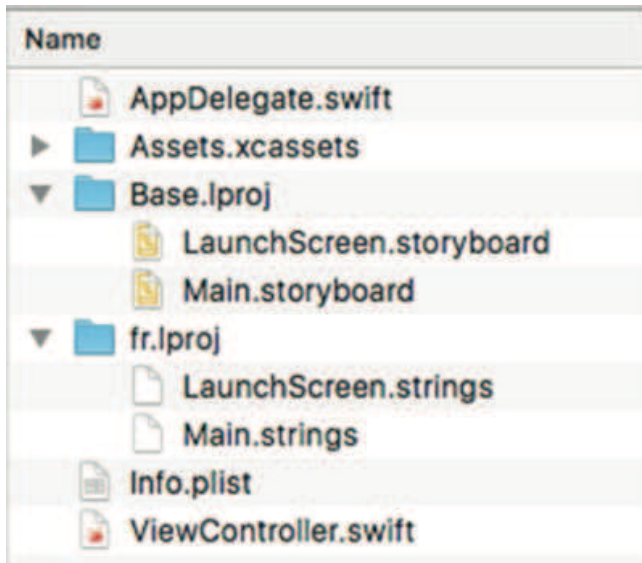 Name
AppDelegate.swift
Assets.xcassets
Base.lproj
LaunchScreen.storyboard
Main.storyboard
fr.lproj
LaunchScreen.strings
Main.strings
Info.plist
ViewController.swift